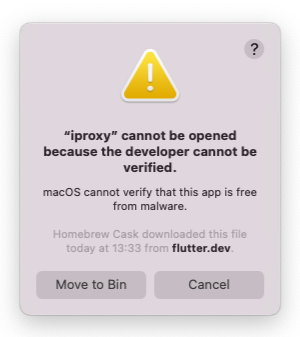 ?
“iproxy” cannot be opened
because the developer cannot be
verified.
macOS cannot verify that this app is free
from malware.
Homebrew Cask downloaded this file
today at 13:33 from flutter.dev.
Move to Bin
Cancel